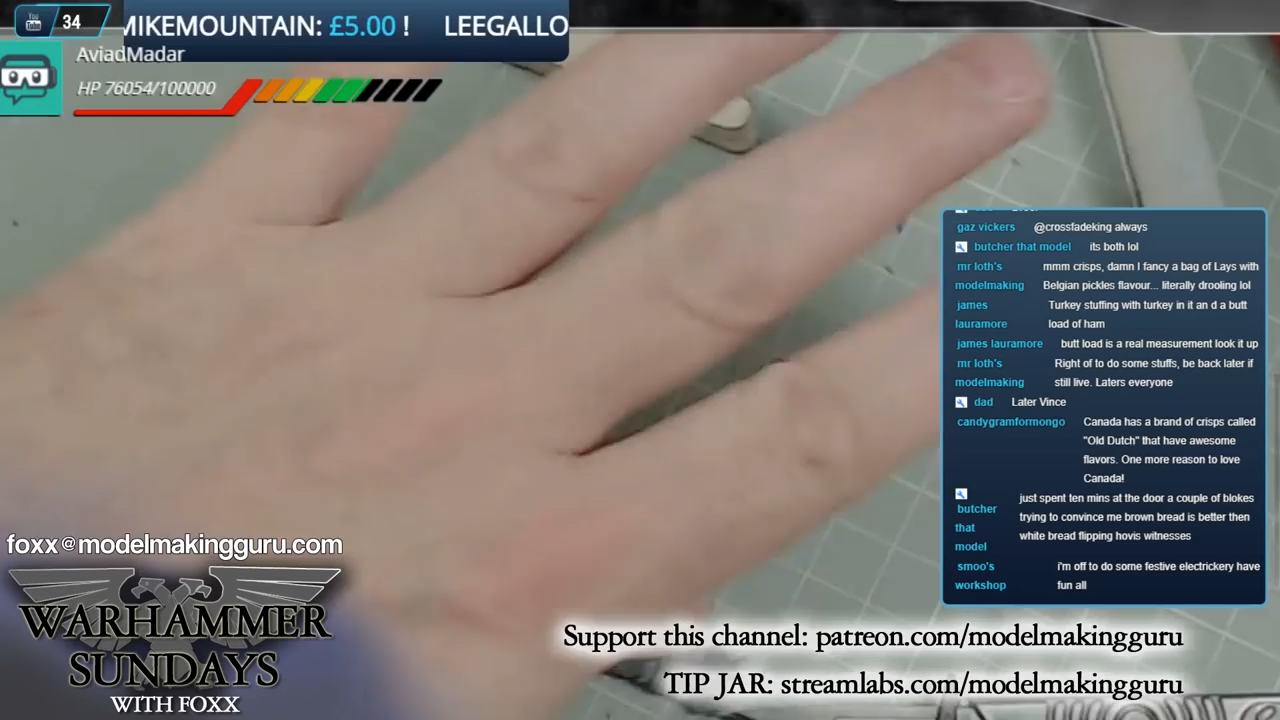 You Tube
34
MIKEMOUNTAIN: £5.00 ! LEEGALLO
AviadMadar
HP 76054/100000
gaz vickers @crossfadeking always
butcher that model its both lol
mr loth's mmm crisps, damn I fancy a bag of Lays with
modelmaking Belgian pickles flavour... literally drooling lol
james Turkey stuffing with turkey in it an d a butt
lauramore load of ham
james lauramore butt load is a real measurement look it up
mr loth's Right of to do some stuffs, be back later if
modelmaking still live. Laters everyone
dad Later Vince
candygramformongo Canada has a brand of crisps called
"Old Dutch" that have awesome
flavors. One more reason to love
Canada!
butcher just spent ten mins at the door a couple of blokes
that trying to convince me brown bread is better then
model white bread flipping hovis witnesses
smoo's i'm off to do some festive electrickery have
workshop fun all
foxx@modelmakingguru.com
WARHAMMER
SUNDAYS
WITH FOXX
Support this channel: patreon.com/modelmakingguru
TIP JAR: streamlabs.com/modelmakingguru